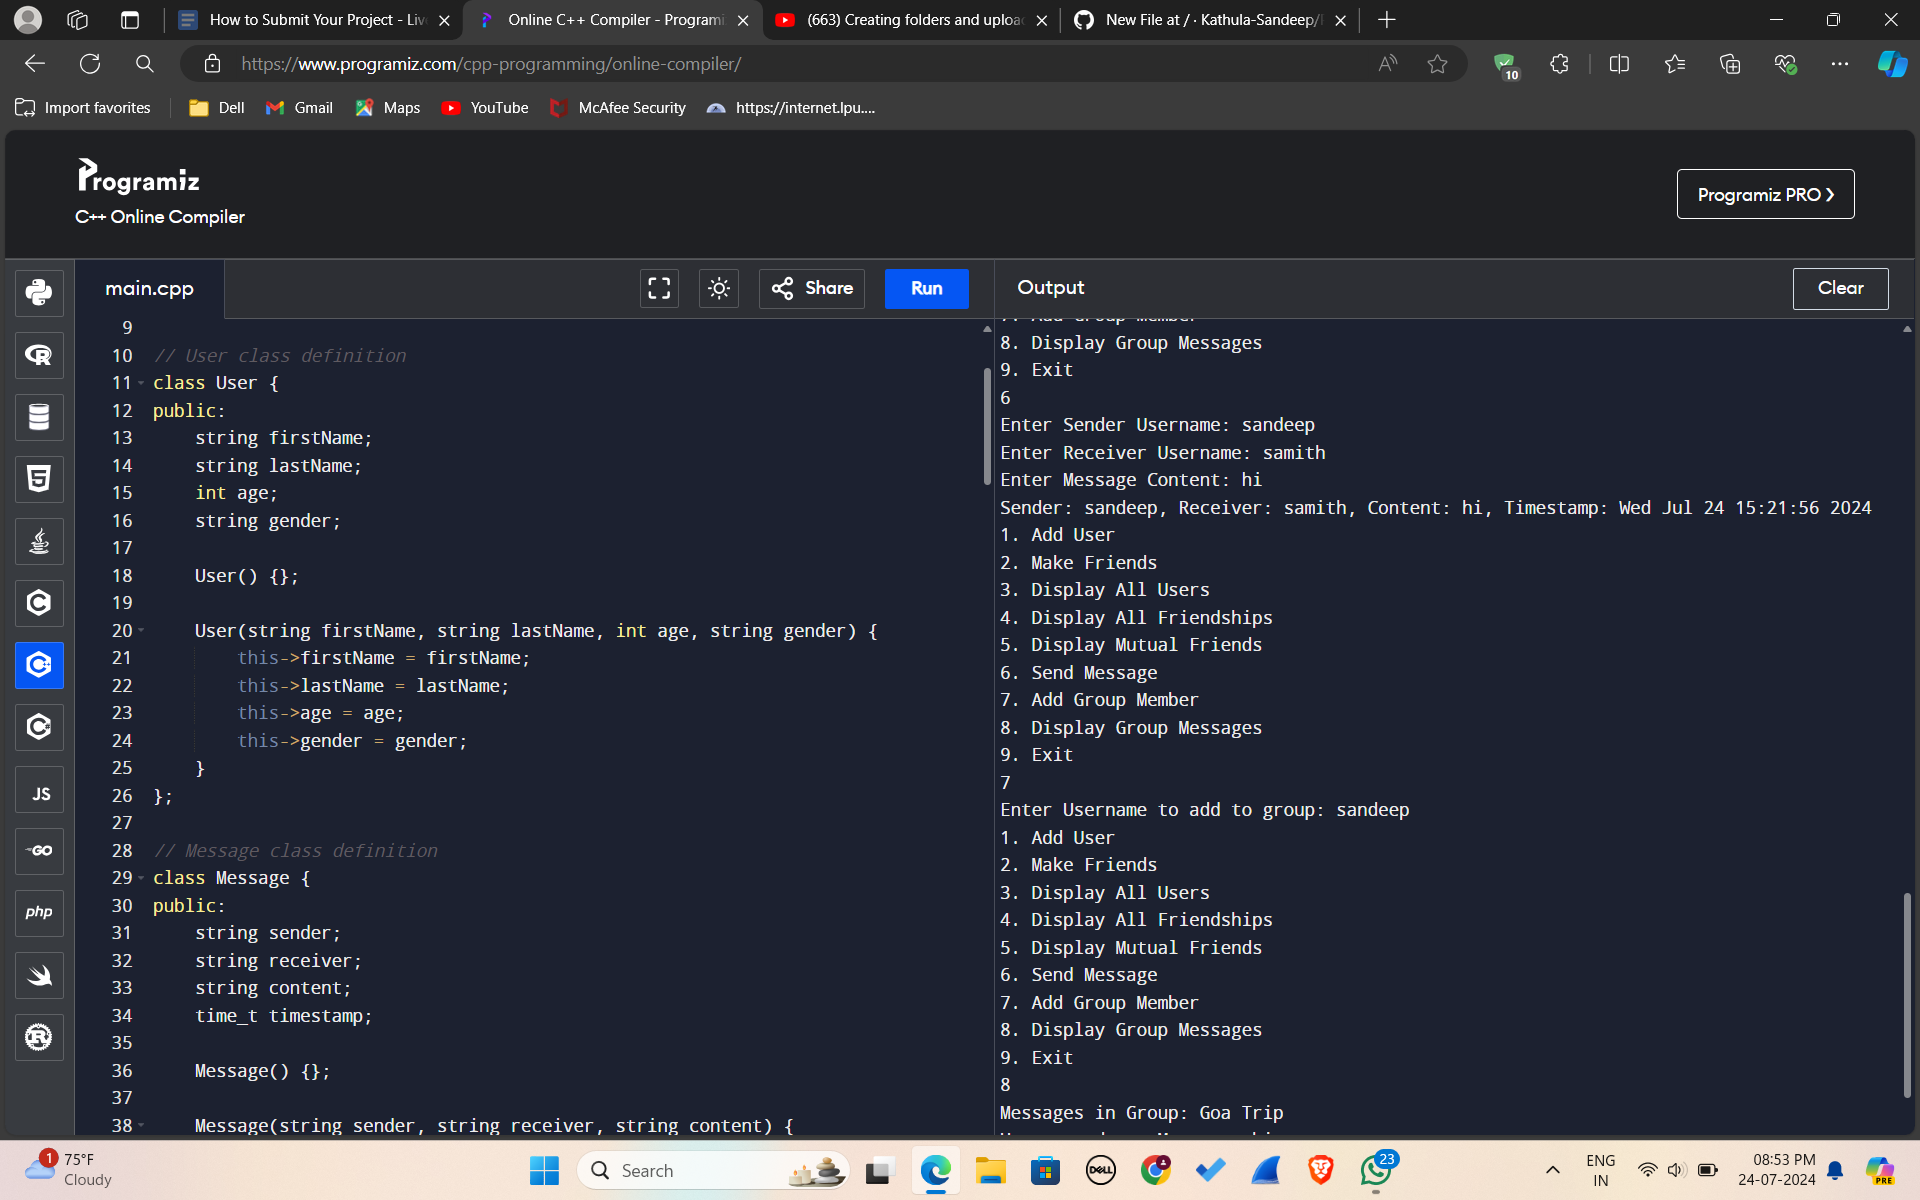 How to Submit Your Project - Liv
Online C++ Compiler - Programi
(663) Creating folders and uploa
New File at / · Kathula-Sandeep/
https://www.programiz.com/cpp-programming/online-compiler/
10
Import favorites
Dell
Gmail
Maps
YouTube
McAfee Security
https://internet.lpu....
Programiz
C++ Online Compiler
Programiz PRO
main.cpp
Share
Run
Output
Clear
9
10 // User class definition
11 class User {
12 public:
13 string firstName;
14 string lastName;
15 int age;
16 string gender;
17
18 User() {};
19
20 User(string firstName, string lastName, int age, string gender) {
21 this->firstName = firstName;
22 this->lastName = lastName;
23 this->age = age;
24 this->gender = gender;
25 }
26 };
27
28 // Message class definition
29 class Message {
30 public:
31 string sender;
32 string receiver;
33 string content;
34 time_t timestamp;
35
36 Message() {};
37
38 Message(string sender, string receiver, string content) {
7. Add Group Member
8. Display Group Messages
9. Exit
6
Enter Sender Username: sandeep
Enter Receiver Username: samith
Enter Message Content: hi
Sender: sandeep, Receiver: samith, Content: hi, Timestamp: Wed Jul 24 15:21:56 2024
1. Add User
2. Make Friends
3. Display All Users
4. Display All Friendships
5. Display Mutual Friends
6. Send Message
7. Add Group Member
8. Display Group Messages
9. Exit
7
Enter Username to add to group: sandeep
1. Add User
2. Make Friends
3. Display All Users
4. Display All Friendships
5. Display Mutual Friends
6. Send Message
7. Add Group Member
8. Display Group Messages
9. Exit
8
Messages in Group: Goa Trip
JS
GO
php
1
75°F
Cloudy
Search
DELL
23
ENG
IN
08:53 PM
24-07-2024
PRE